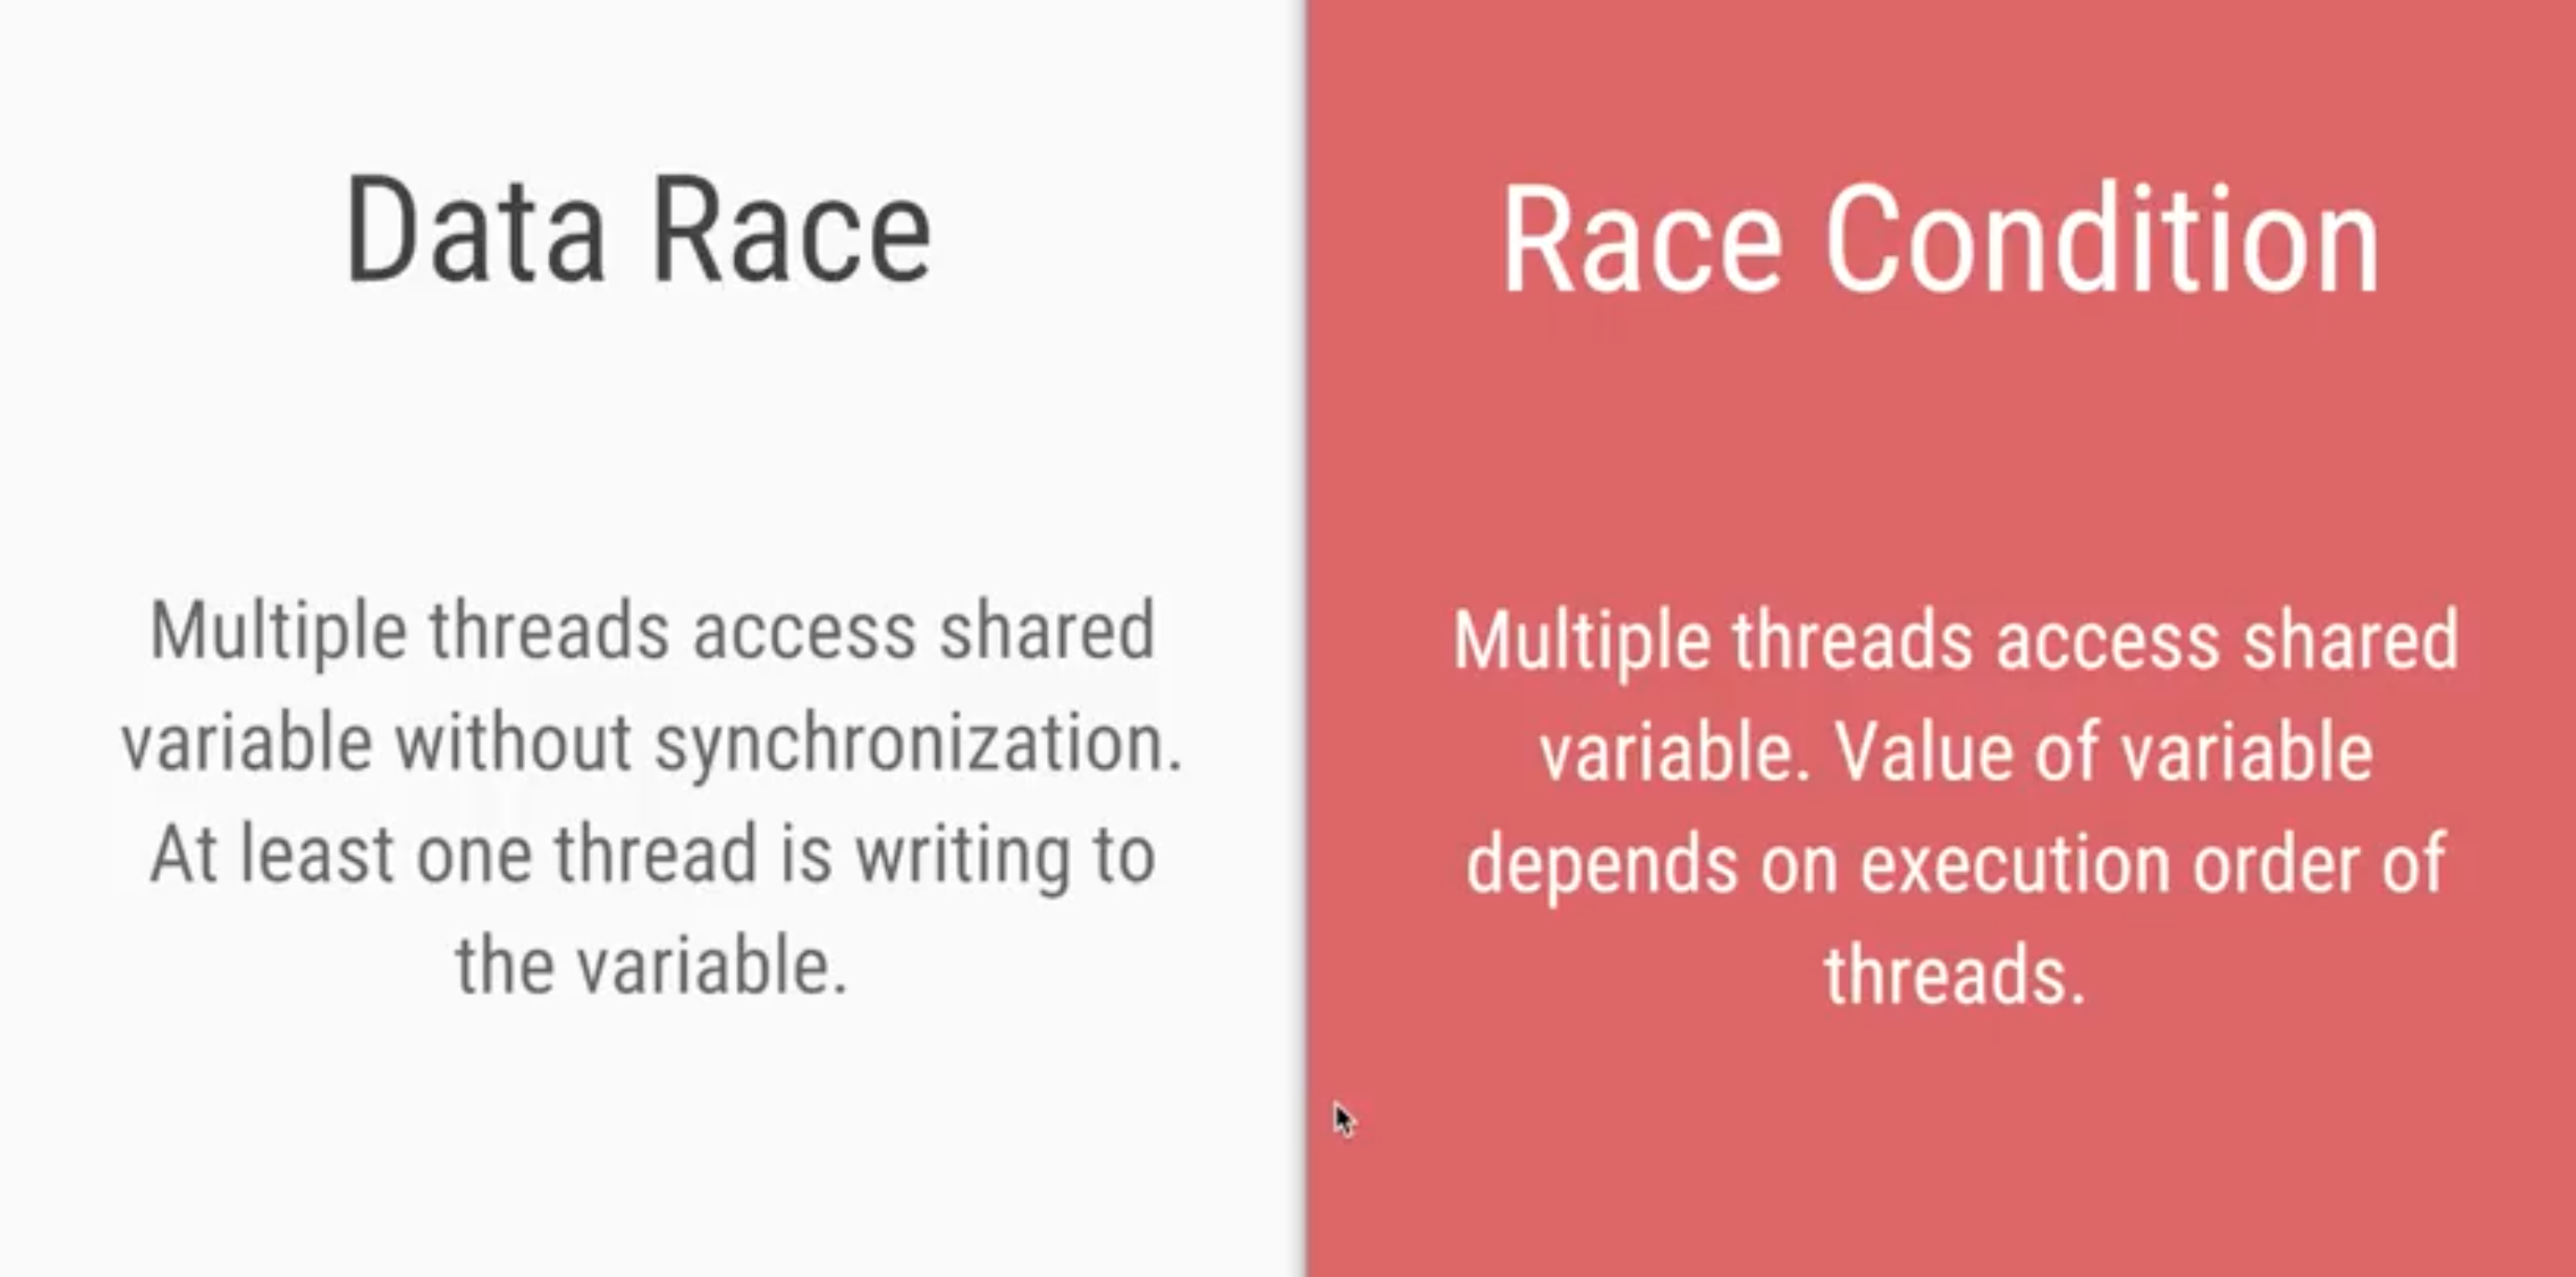 Data Race
Multiple threads access shared
variable without synchronization.
At least one thread is writing to
the variable.
Race Condition
Multiple threads access shared
variable. Value of variable
depends on execution order of
threads.